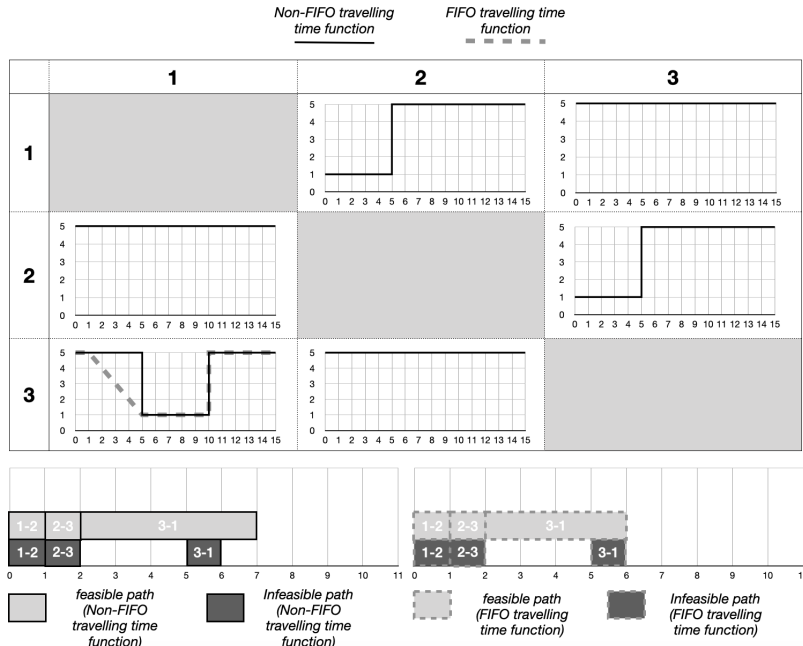 Non-FIFO travelling
time function
FIFO travelling time
function
1
2
3
1
5
4
3
2
1
0
0 1 2 3 4 5 6 7 8 9 10 11 12 13 14 15
5
4
3
2
1
0
0 1 2 3 4 5 6 7 8 9 10 11 12 13 14 15
2
5
4
3
2
1
0
0 1 2 3 4 5 6 7 8 9 10 11 12 13 14 15
5
4
3
2
1
0
0 1 2 3 4 5 6 7 8 9 10 11 12 13 14 15
3
5
4
3
2
1
0
0 1 2 3 4 5 6 7 8 9 10 11 12 13 14 15
5
4
3
2
1
0
0 1 2 3 4 5 6 7 8 9 10 11 12 13 14 15
1-2 2-3 3-1
1-2 2-3 3-1
0 1 2 3 4 5 6 7 8 9 10 11
1-2 2-3 3-1
1-2 2-3 3-1
0 1 2 3 4 5 6 7 8 9 10 1
feasible path
(Non-FIFO
travelling time
function)
Infeasible path
(Non-FIFO
travelling time
function)
feasible path
(FIFO travelling
time function)
Infeasible path
(FIFO travelling
time function)